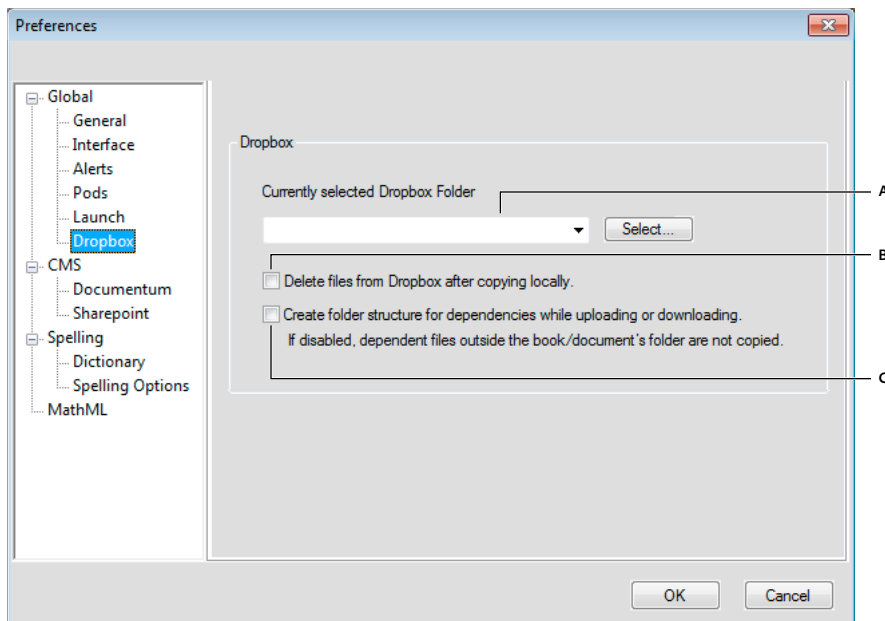 Preferences
Global
General
Interface
Alerts
Pods
Launch
Dropbox
CMS
Documentum
Sharepoint
Spelling
Dictionary
Spelling Options
MathML
Dropbox
Currently selected Dropbox Folder
A
Select...
B
Delete files from Dropbox after copying locally.
Create folder structure for dependencies while uploading or downloading.
If disabled, dependent files outside the book/document's folder are not copied.
C
OK
Cancel